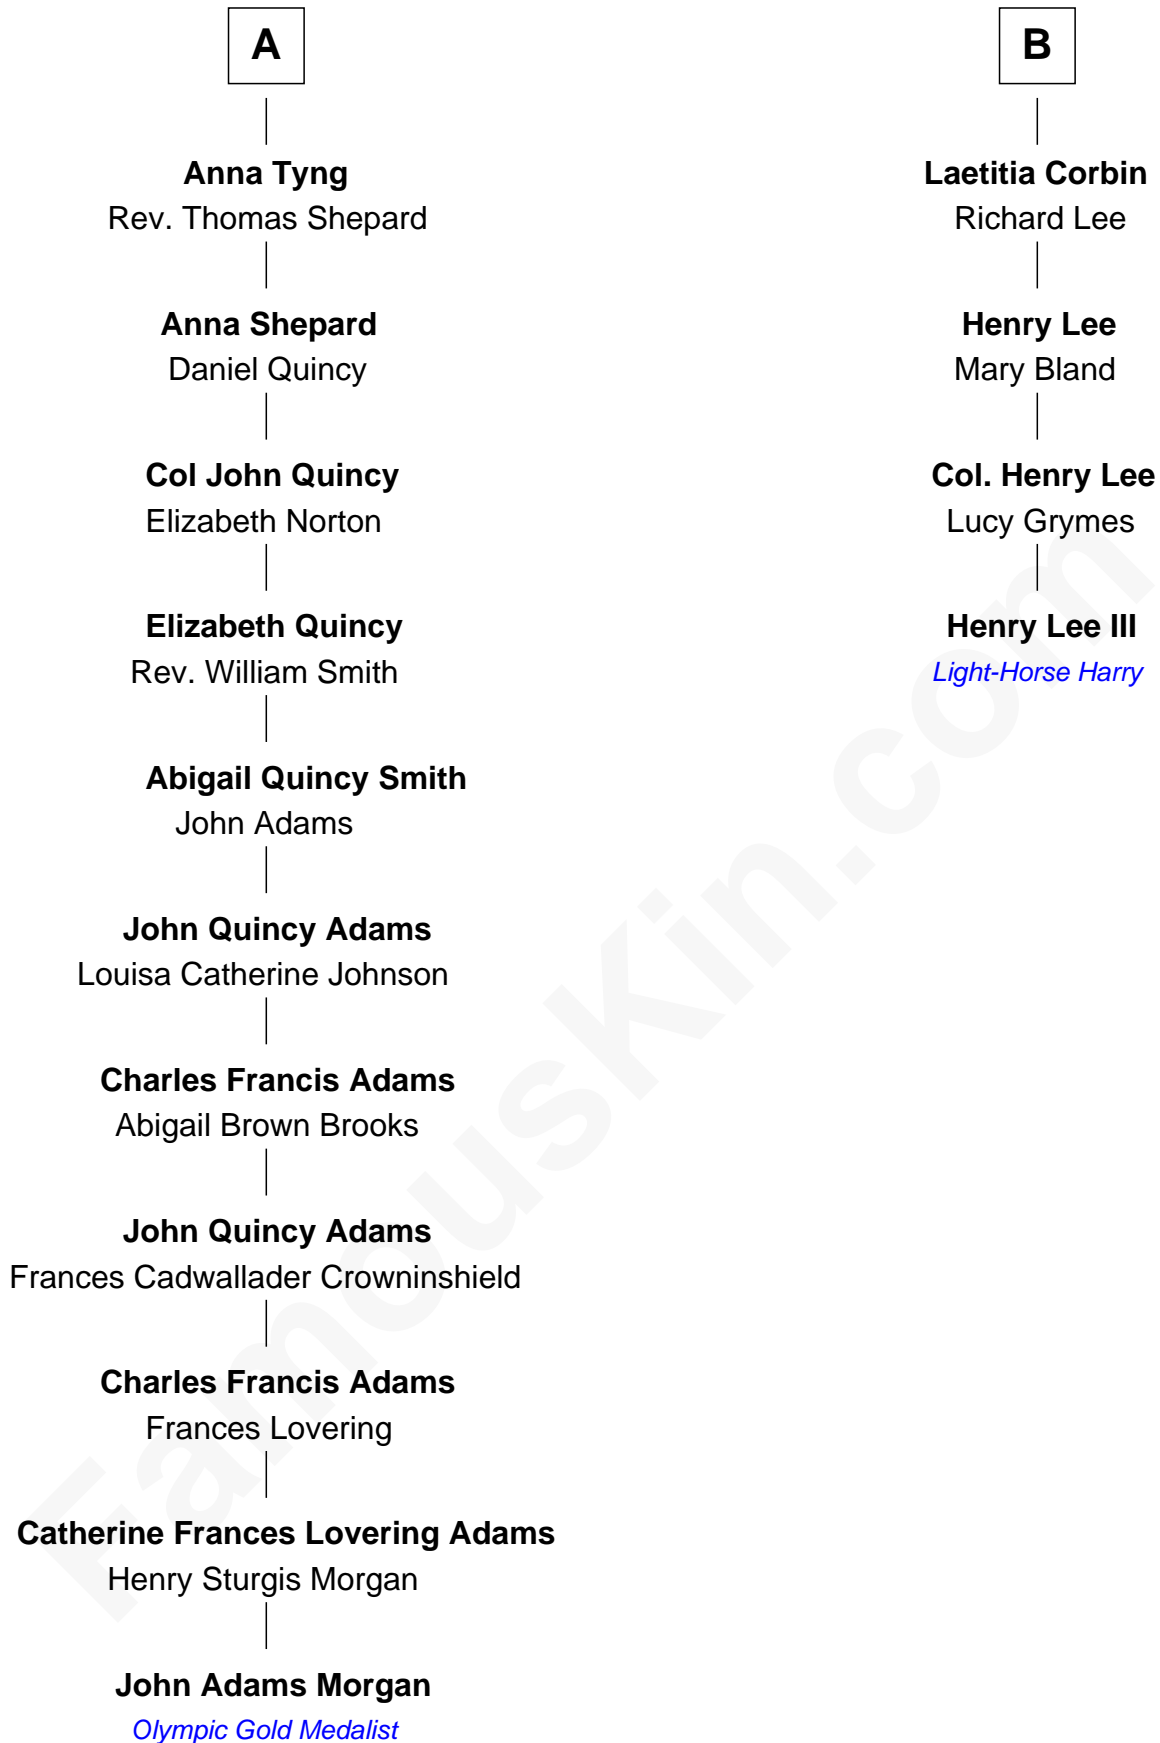 A
Anna Tyng
Rev. Thomas Shepard
Anna Shepard
Daniel Quincy
Col John Quincy
Elizabeth Norton
Elizabeth Quincy
Rev. William Smith
Abigail Quincy Smith
John Adams
John Quincy Adams
Louisa Catherine Johnson
Charles Francis Adams
Abigail Brown Brooks
John Quincy Adams
Frances Cadwallader Crowninshield
Charles Francis Adams
Frances Lovering
Catherine Frances Lovering Adams
Henry Sturgis Morgan
John Adams Morgan
Olympic Gold Medalist
B
Laetitia Corbin
Richard Lee
Henry Lee
Mary Bland
Col. Henry Lee
Lucy Grymes
Henry Lee III
Light-Horse Harry
FamousKin.com